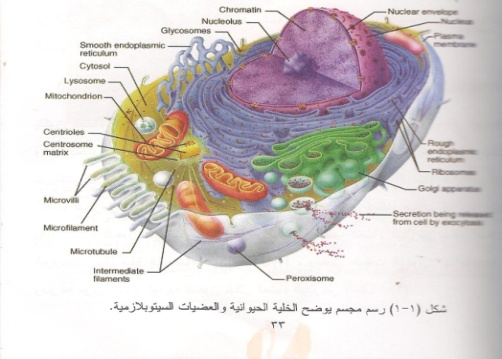 Chromatin
Nucleolus
Glycosomes
Smooth endoplasmic
reticulum
Cytosol
Lysosome
Mitochondrion
Centrioles
Centrosome
matrix
Microvilli
Microfilament
Microtubule
Intermediate
filaments
Nuclear envelope
Nucleus
Plasma
membrane
Rough
endoplasmic
reticulum
Ribosomes
Golgi apparatus
Secretion being released
from cell by exocytosis
Peroxisome
شكل (١-١) رسم مجسم يوضح الخلية الحيوانية والعضيات السيتوبلازمية.
٣٣